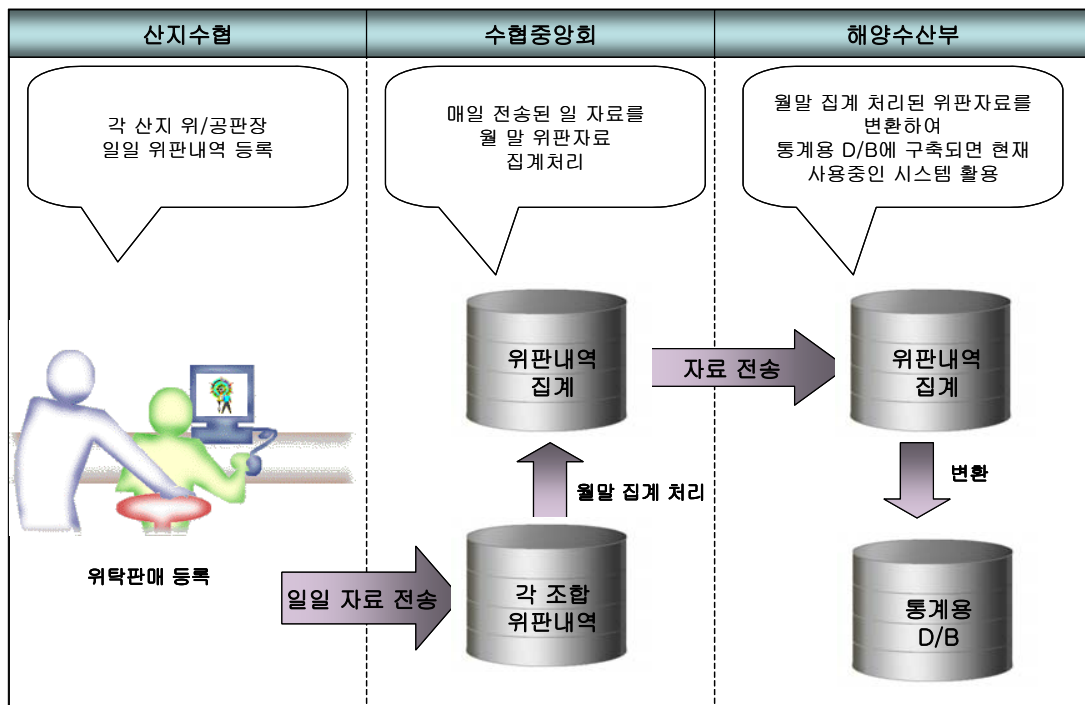 산지수협
수협중앙회
해양수산부
각 산지 위/공판장
일일 위판내역 등록
매일 전송된 일 자료를
월 말 위판자료
집계처리
월말 집계 처리된 위판자료를
변환하여
통계용 D/B에 구축되면 현재
사용중인 시스템 활용
위판내역
집계
자료 전송
위판내역
집계
월말 집계 처리
변환
위탁판매 등록
일일 자료 전송
각 조합
위판내역
통계용
D/B